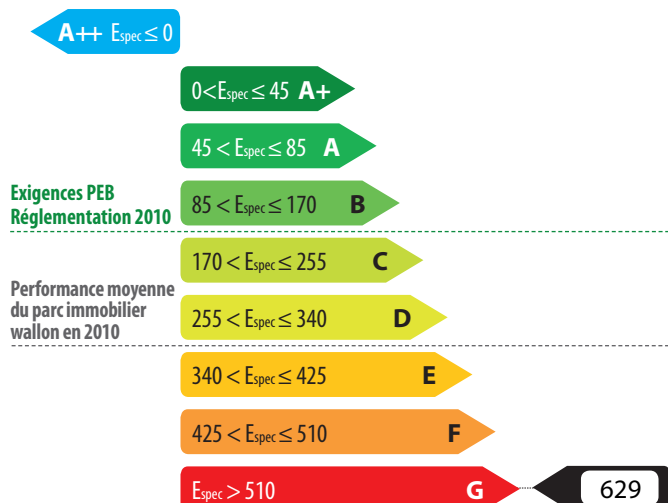 A++ Espec ≤ 0
0<Espec ≤ 45 A+
45 < Espec ≤ 85 A
Exigences PEB
Réglementation 2010
85 < Espec ≤ 170 B
170 < Espec ≤ 255 C
Performance moyenne
du parc immobilier
wallon en 2010
255 < Espec ≤ 340 D
340 < Espec ≤ 425 E
425 < Espec ≤ 510 F
Espec > 510 G 629